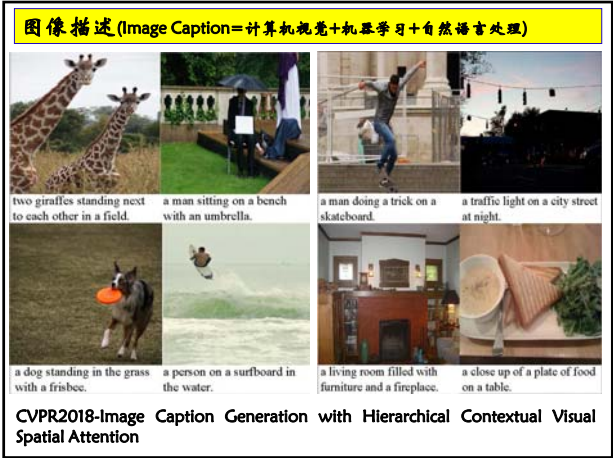 图像描述(Image Caption=计算机视觉+机器学习+自然语言处理)
two giraffes standing next
to each other in a field.
a man sitting on a bench
with an umbrella.
a man doing a trick on a
skateboard.
a traffic light on a city street
at night.
a dog standing in the grass
with a frisbee.
a person on a surfboard in
the water.
a living room filled with
furniture and a fireplace.
a close up of a plate of food
on a table.
CVPR2018-Image Caption Generation with Hierarchical Contextual Visual
Spatial Attention